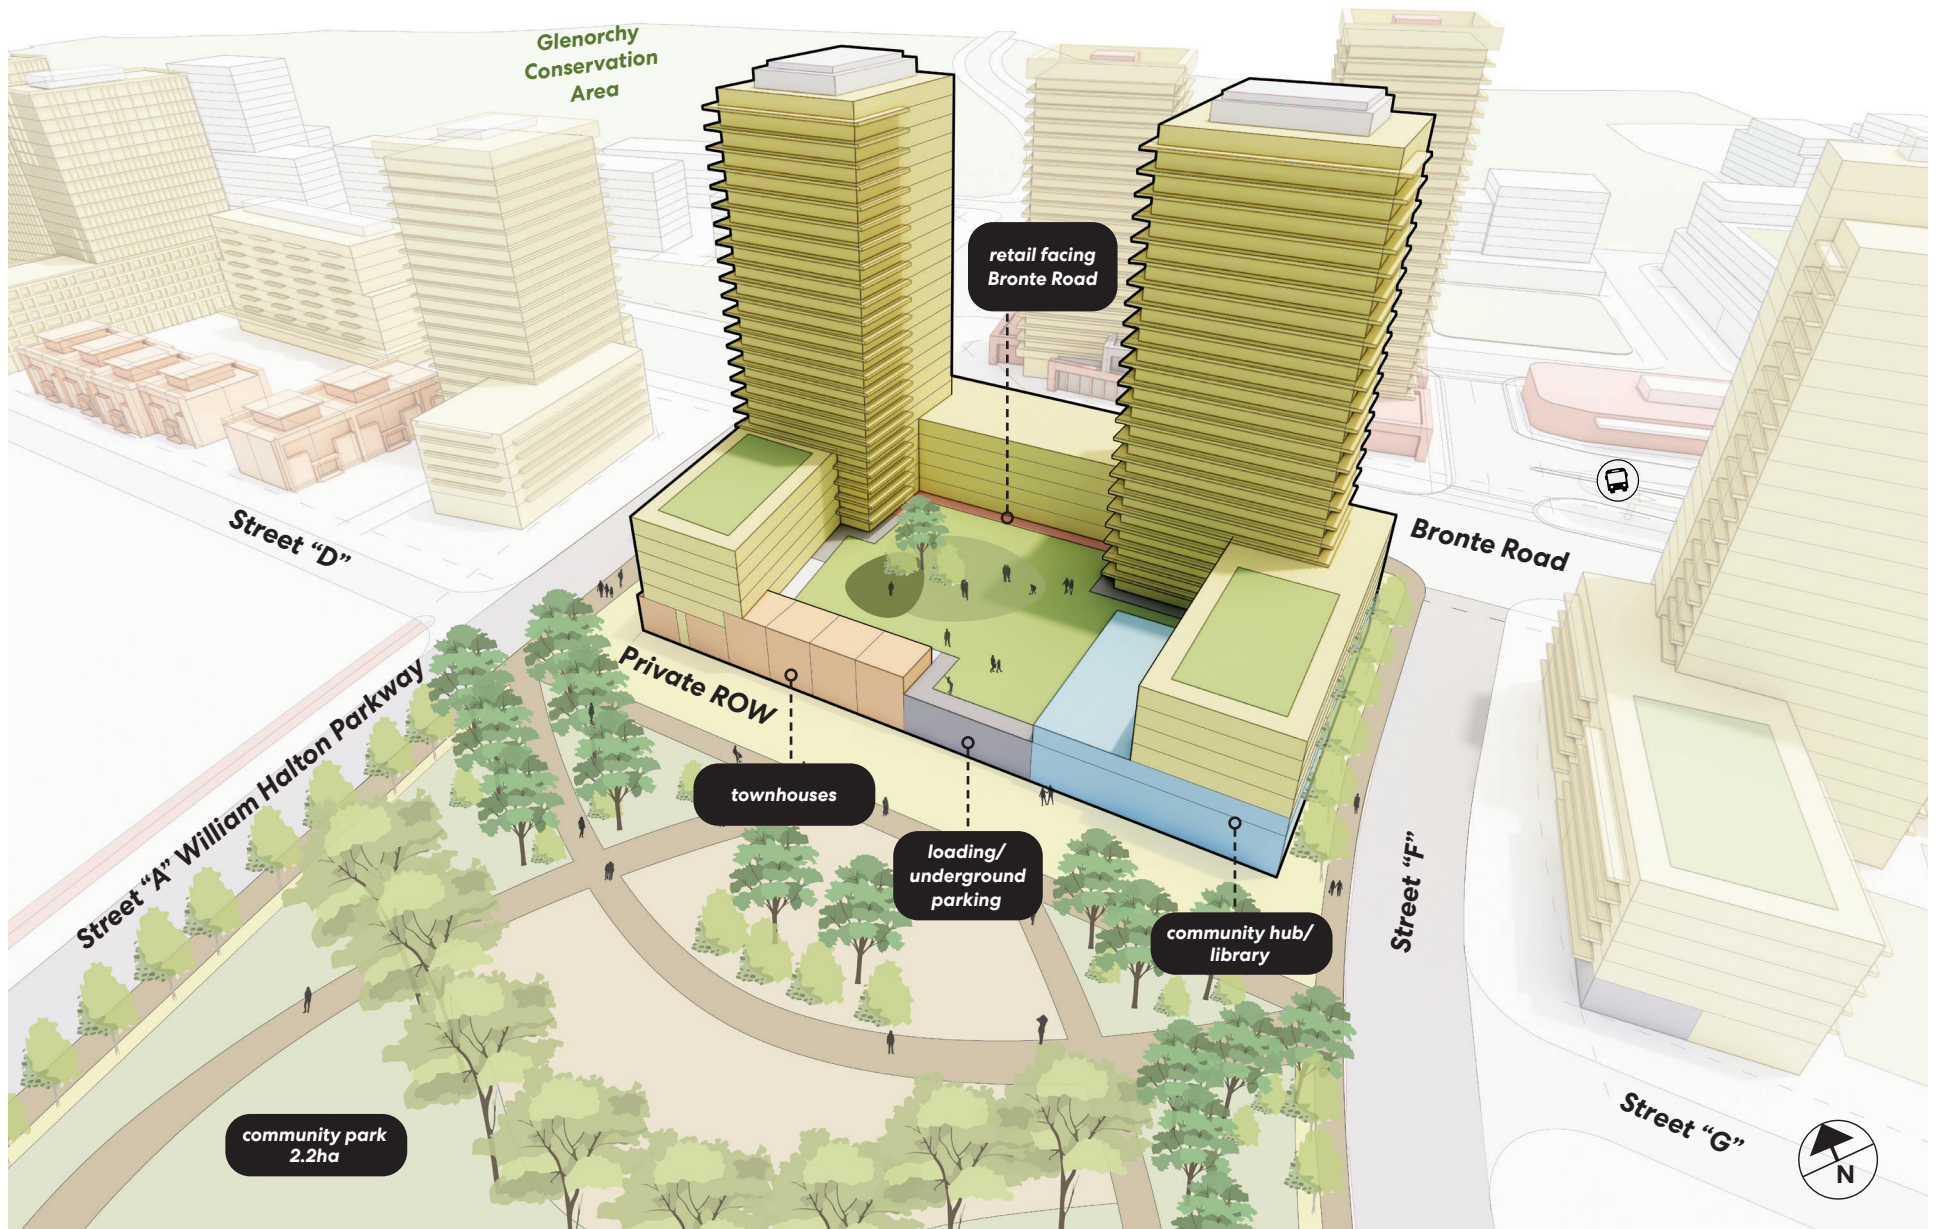 Glenorchy
Conservation
Area
retail facing
Bronte Road
Street “D”
Bronte Road
Private ROW
Street “A” William Halton Parkway
townhouses
loading/
underground
parking
community hub/
library
Street “F”
community park
2.2ha
Street “G”
N